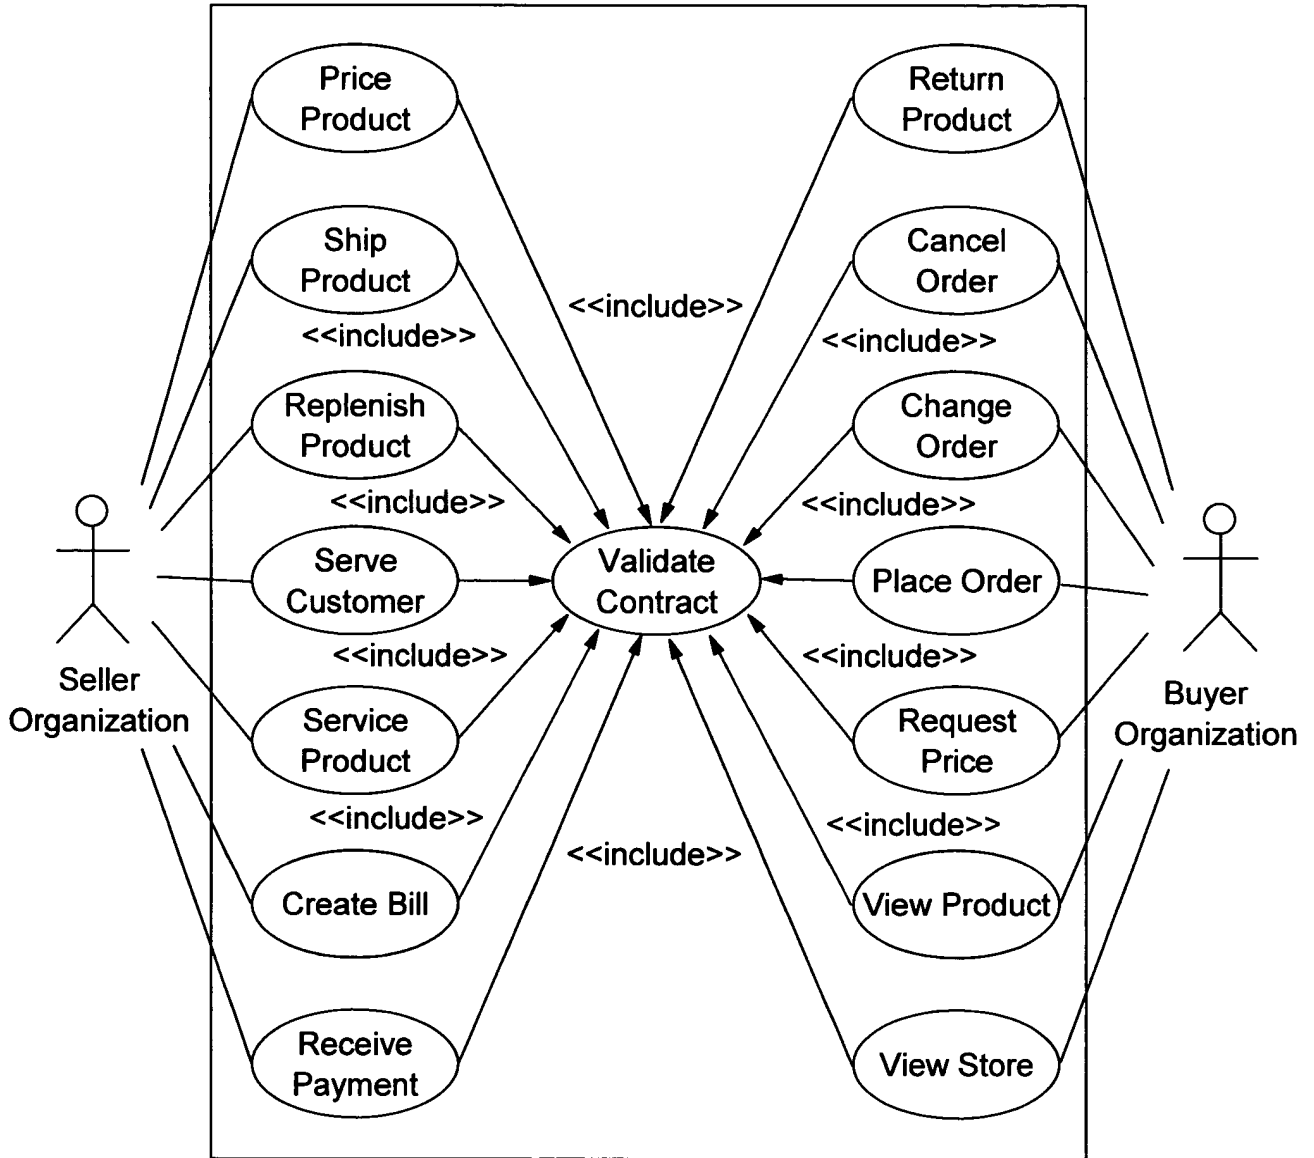 Price
Product
Return
Product
Ship
Product
Cancel
Order
<<include>>
<<include>>
<<include>>
Replenish
Product
Change
Order
<<include>>
<<include>>
Serve
Customer
Validate
Contract
Place Order
<<include>>
<<include>>
Seller
Organization
Buyer
Organization
Service
Product
Request
Price
<<include>>
<<include>>
<<include>>
Create Bill
View Product
Receive
Payment
View Store